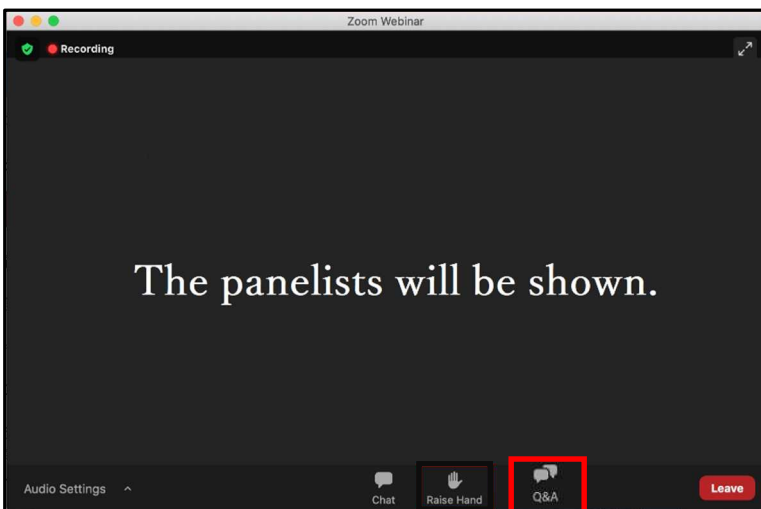 Zoom Webinar
Recording
The panelists will be shown.
Audio Settings
Chat
Raise Hand
Q&A
Leave